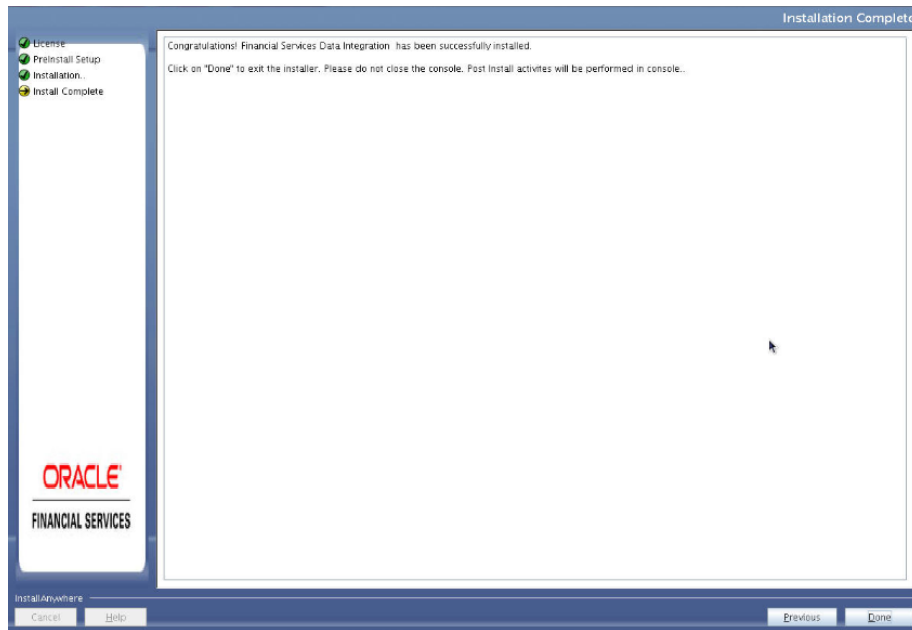 Installation Complete
License
PreInstall Setup
Installation..
Install Complete
Congratulations! Financial Services Data Integration has been successfully installed.
Click on "Done" to exit the installer. Please do not close the console. Post Install activites will be performed in console..
ORACLE
FINANCIAL SERVICES
InstallAnywhere
Cancel Help Previous Done